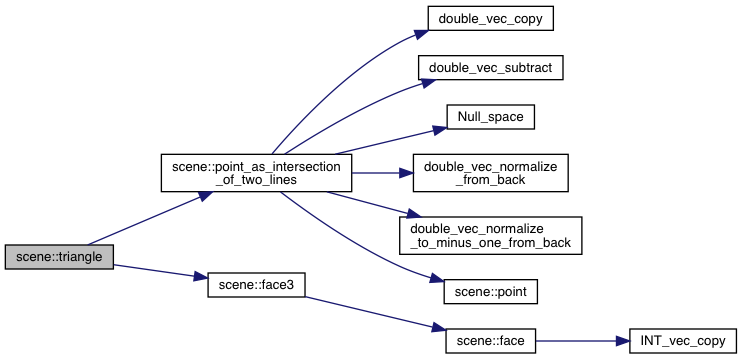 double_vec_copy
double_vec_subtract
Null_space
scene::point_as_intersection
_of_two_lines
double_vec_normalize
_from_back
double_vec_normalize
_to_minus_one_from_back
scene::triangle
scene::face3
scene::point
scene::face
INT_vec_copy